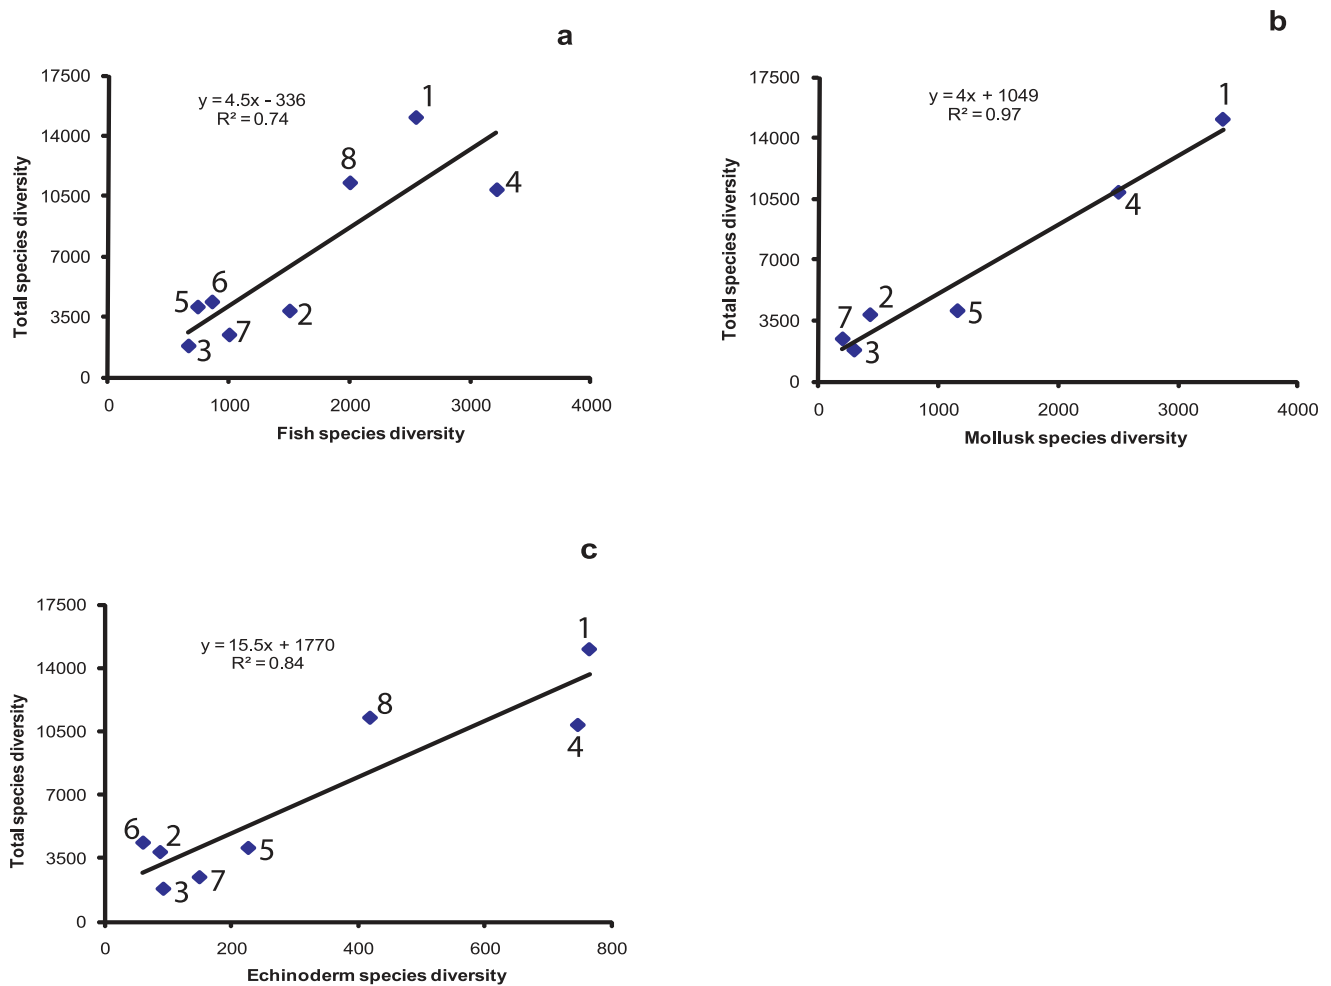 a
17500
14000
10500
7000
3500
0
Total species diversity
y = 4.5x - 336
R² = 0.74
1
8
4
6
5
2
7
3
0 1000 2000 3000 4000
Fish species diversity
b
17500
14000
10500
7000
3500
0
Total species diversity
y = 4x + 1049
R² = 0.97
1
4
2
5
7
3
0 1000 2000 3000 4000
Mollusk species diversity
c
17500
14000
10500
7000
3500
0
Total species diversity
y = 15.5x + 1770
R² = 0.84
1
8
4
6 2
5
7
3
0 200 400 600 800
Echinoderm species diversity